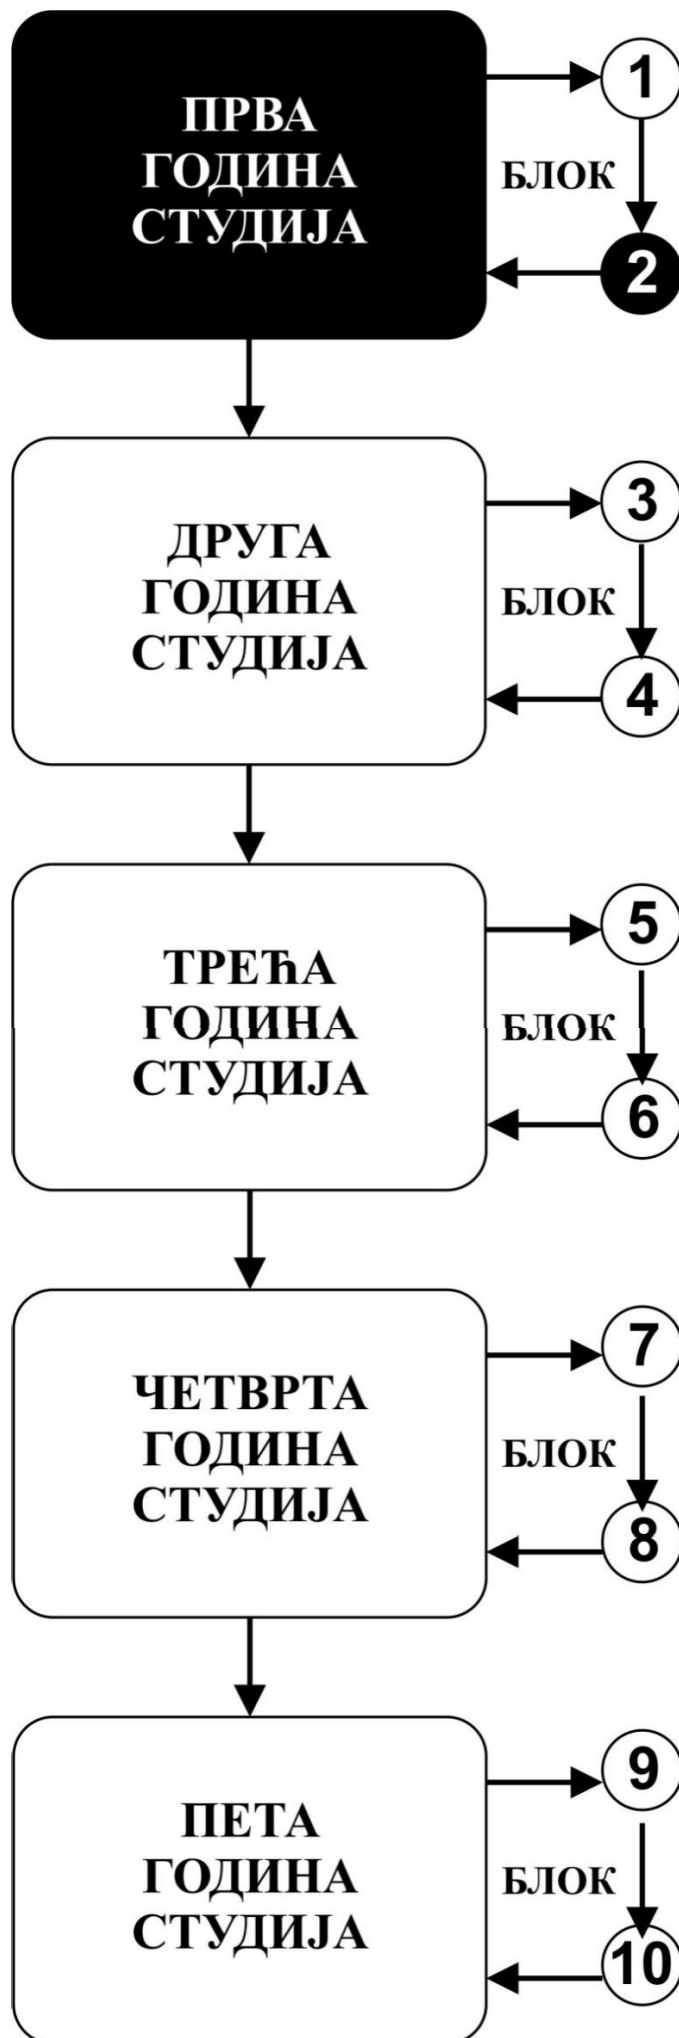 ПРВА
ГОДИНА
СТУДИЈА
1
БЛОК
2
ДРУГА
ГОДИНА
СТУДИЈА
3
БЛОК
4
ТРЕЋА
ГОДИНА
СТУДИЈА
5
БЛОК
6
ЧЕТВРТА
ГОДИНА
СТУДИЈА
7
БЛОК
8
ПЕТА
ГОДИНА
СТУДИЈА
9
БЛОК
10